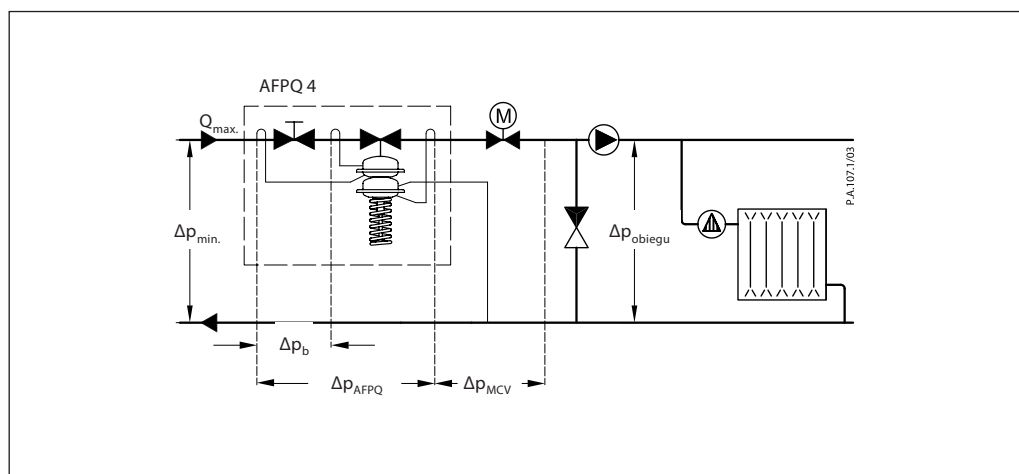 AFPQ 4
Qmax.
M
P.A.107.1/03
Δpmin.
Δpobiegu
Δpb
ΔpAFPQ
ΔpMCV